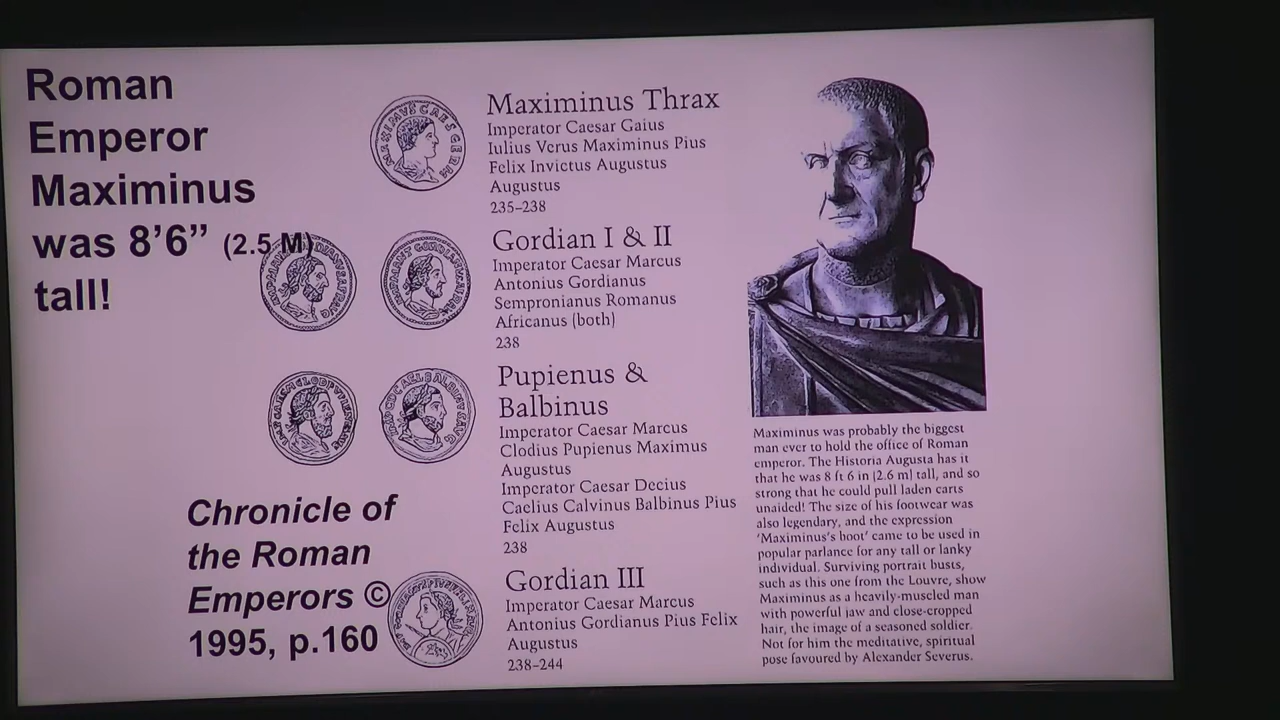 Roman
Emperor
Maximinus
was 8’6” (2.5 M)
tall!
Maximinus Thrax
Imperator Caesar Gaius
Iulius Verus Maximinus Pius
Felix Invictus Augustus
Augustus
235–238
Gordian I & II
Imperator Caesar Marcus
Antonius Gordianus
Sempronianus Romanus
Africanus (both)
238
Pupienus &
Balbinus
Imperator Caesar Marcus
Clodius Pupienus Maximus
Augustus
Imperator Caesar Decius
Caelius Calvinus Balbinus Pius
Felix Augustus
238
Gordian III
Imperator Caesar Marcus
Antonius Gordianus Pius Felix
Augustus
238–244
Chronicle of
the Roman
Emperors ©
1995, p.160
Maximinus was probably the biggest
man ever to hold the office of Roman
emperor. The Historia Augusta has it
that he was 8 ft 6 in (2.6 m) tall, and so
strong that he could pull laden carts
unaided! The size of his footwear was
also legendary, and the expression
‘Maximinus’s boot’ came to be used in
popular parlance for any tall or lanky
individual. Surviving portrait busts,
such as this one from the Louvre, show
Maximinus as a heavily-muscled man
with powerful jaw and close-cropped
hair, the image of a seasoned soldier.
Not for him the meditative, spiritual
pose favoured by Alexander Severus.